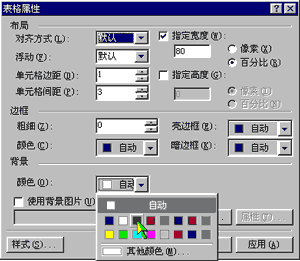 表格属性
布局
对齐方式(L): 默认 指定宽度(W):
浮动(F): 默认 80 像素(X)
百分比(R)
单元格边距(D): 1 指定高度(G):
单元格间距(P): 3 0 像素(I)
百分比(N)
边框
粗细(Z): 0 亮边框(E): 自动
颜色(C): 自动 暗边框(K): 自动
背景
颜色(O): 自动
自动
使用背景图片(U)
属性(T)...
其他颜色(M)...
样式(S)... 应用(A)